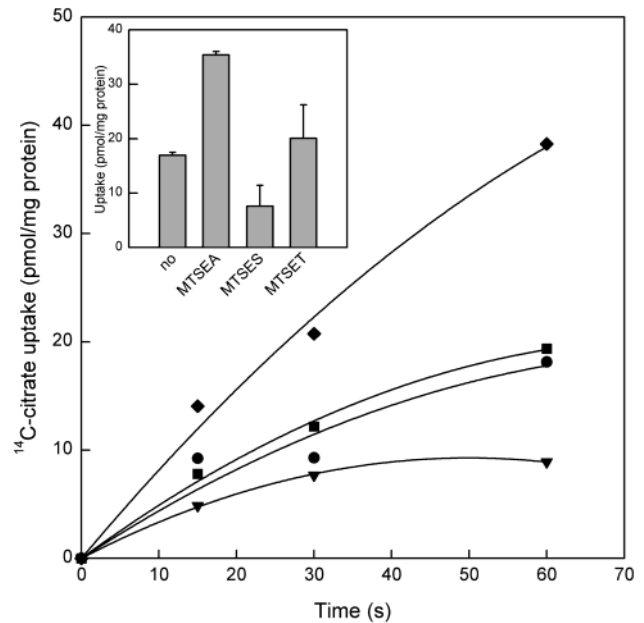 50
40
30
20
10
0
0 10 20 30 40 50 60 70
Time (s)
¹⁴C-citrate uptake (pmol/mg protein)
40
30
20
10
0
Uptake (pmol/mg protein)
no MTSEA MTSES MTSET